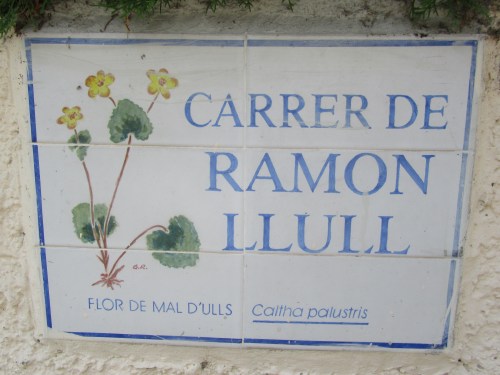 CARRER DE
RAMON
LLULL
FLOR DE MAL D'ULLS Caltha palustris